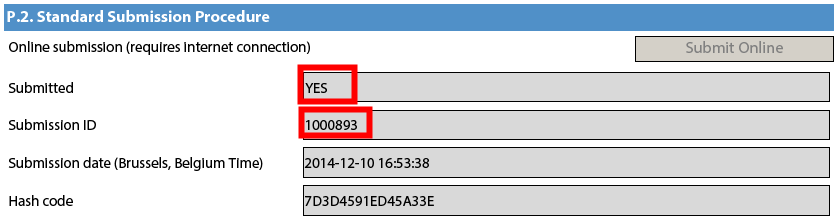 P.2. Standard Submission Procedure
Online submission (requires internet connection) Submit Online
Submitted YES
Submission ID 1000893
Submission date (Brussels, Belgium Time) 2014-12-10 16:53:38
Hash code 7D3D4591ED45A33E